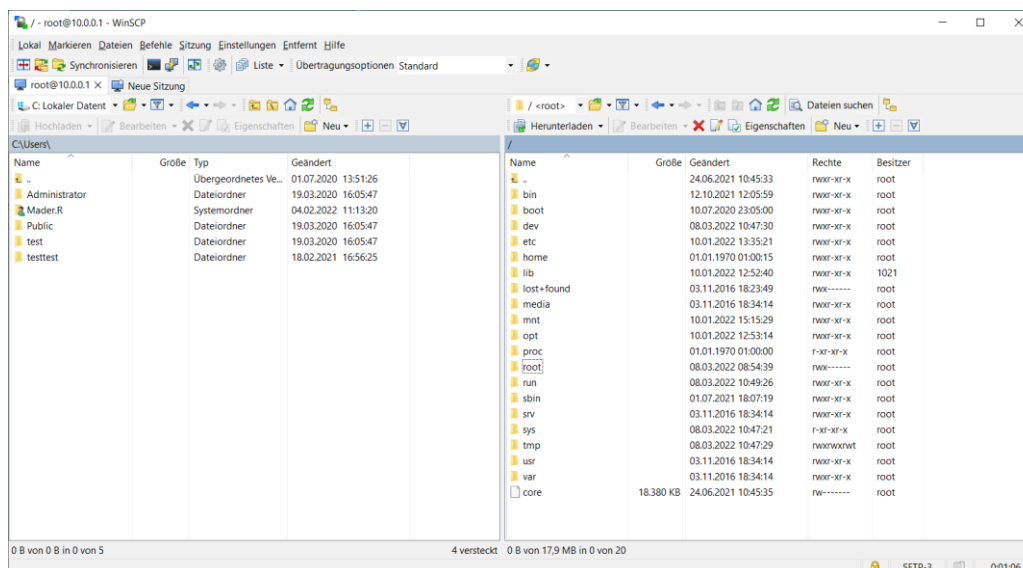 / - root@10.0.0.1 - WinSCP
Lokal Markieren Dateien Befehle Sitzung Einstellungen Entfernt Hilfe
Synchronisieren Liste Übertragungsoptionen Standard
root@10.0.0.1 X Neue Sitzung
C: Lokaler Datent / <root> Dateien suchen
Hochladen Bearbeiten Eigenschaften Neu Herunterladen Bearbeiten Eigenschaften Neu
C:\Users\ /
Name Größe Typ Geändert
.. Übergeordnetes Ve... 01.07.2020 13:51:26
Administrator Dateiordner 19.03.2020 16:05:47
Mader.R Systemordner 04.02.2022 11:13:20
Public Dateiordner 19.03.2020 16:05:47
test Dateiordner 19.03.2020 16:05:47
testtest Dateiordner 18.02.2021 16:56:25
Name Größe Geändert Rechte Besitzer
.. 24.06.2021 10:45:33 rwxr-xr-x root
bin 12.10.2021 12:05:59 rwxr-xr-x root
boot 10.07.2020 23:05:00 rwxr-xr-x root
dev 08.03.2022 10:47:30 rwxr-xr-x root
etc 10.01.2022 13:35:21 rwxr-xr-x root
home 01.01.1970 01:00:15 rwxr-xr-x root
lib 10.01.2022 12:52:40 rwxr-xr-x 1021
lost+found 03.11.2016 18:23:49 rwx------ root
media 03.11.2016 18:34:14 rwxr-xr-x root
mnt 10.01.2022 15:15:29 rwxr-xr-x root
opt 10.01.2022 12:53:14 rwxr-xr-x root
proc 01.01.1970 01:00:00 r-xr-xr-x root
root 08.03.2022 08:54:39 rwx------ root
run 08.03.2022 10:49:26 rwxr-xr-x root
sbin 01.07.2021 18:07:19 rwxr-xr-x root
srv 03.11.2016 18:34:14 rwxr-xr-x root
sys 08.03.2022 10:47:21 r-xr-xr-x root
tmp 08.03.2022 10:47:29 rwxrwxrwt root
usr 03.11.2016 18:34:14 rwxr-xr-x root
var 03.11.2016 18:34:14 rwxr-xr-x root
core 18.380 KB 24.06.2021 10:45:35 rw------- root
0 B von 0 B in 0 von 5 4 versteckt 0 B von 17,9 MB in 0 von 20
SFTP-3 0:01:06